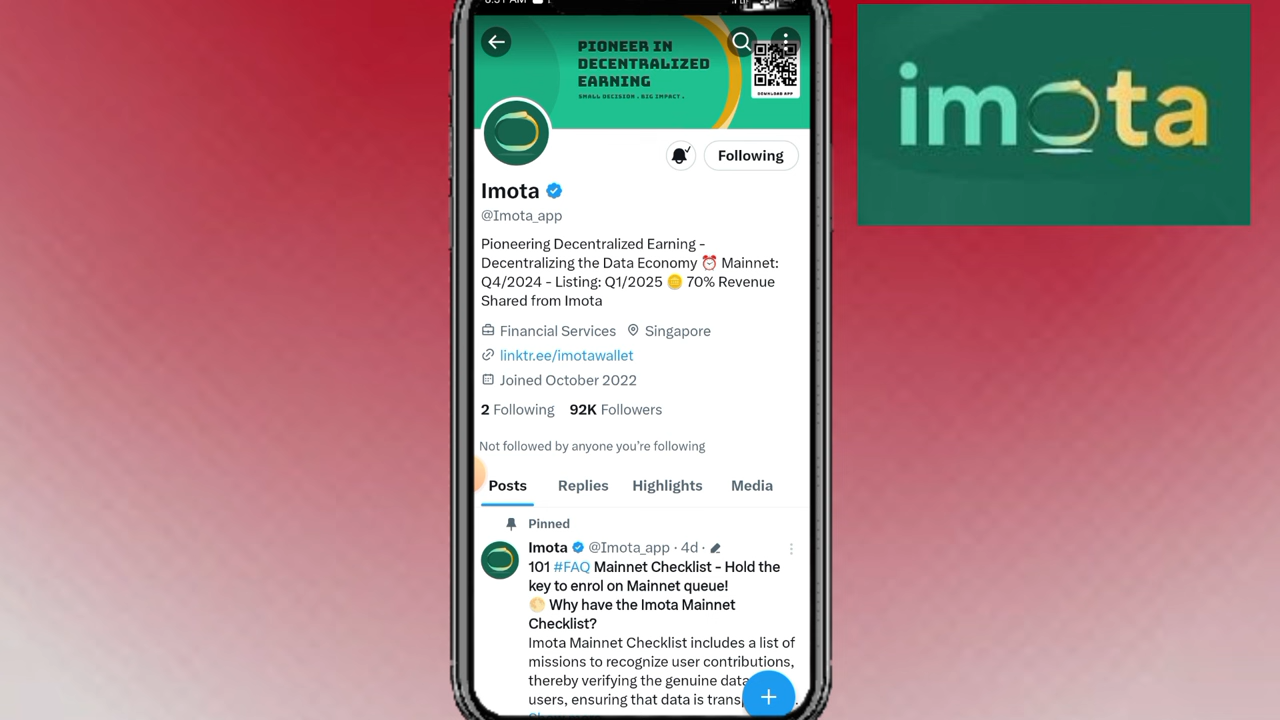 8:31 AM
PIONEER IN
DECENTRALIZED
EARNING
SMALL DECISION . BIG IMPACT .
DOWNLOAD APP
Following
Imota
@Imota_app
Pioneering Decentralized Earning -
Decentralizing the Data Economy ⏰ Mainnet:
Q4/2024 - Listing: Q1/2025 🪙 70% Revenue
Shared from Imota
Financial Services Singapore
linktr.ee/imotawallet
Joined October 2022
2 Following 92K Followers
Not followed by anyone you're following
Posts Replies Highlights Media
Pinned
Imota @Imota_app · 4d ·
101 #FAQ Mainnet Checklist - Hold the
key to enrol on Mainnet queue!
🌕 Why have the Imota Mainnet
Checklist?
Imota Mainnet Checklist includes a list of
missions to recognize user contributions,
thereby verifying the genuine data
users, ensuring that data is
imota